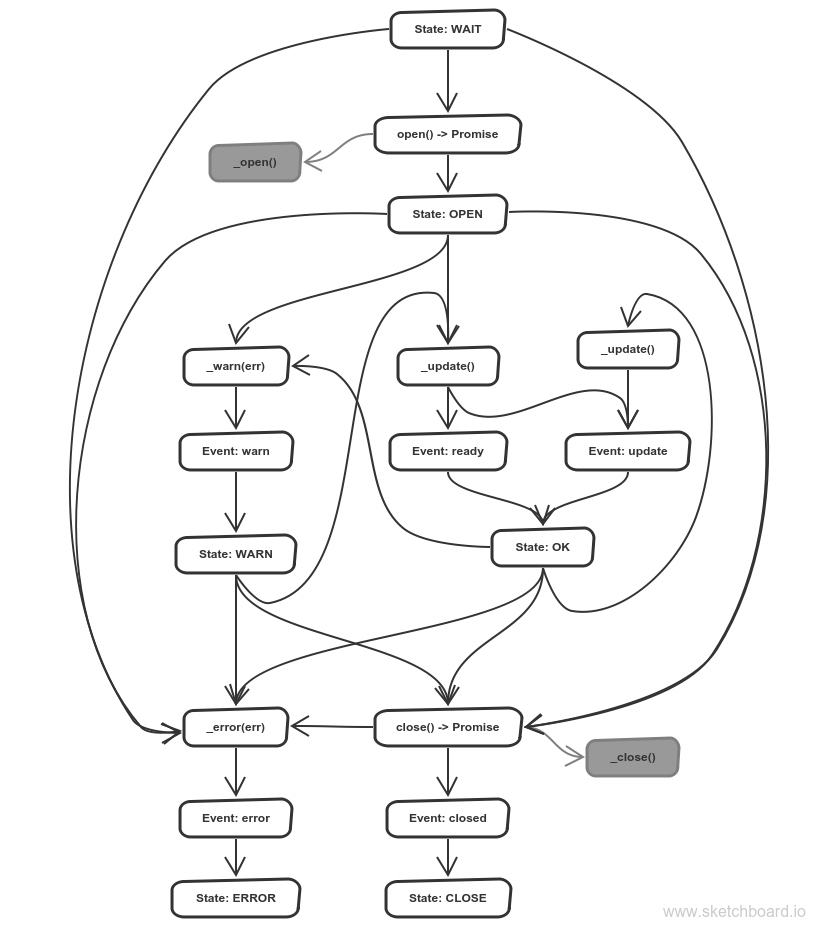 State: WAIT
open() -> Promise
_open()
State: OPEN
_update()
_warn(err)
_update()
Event: warn
Event: ready
Event: update
State: WARN
State: OK
_error(err)
close() -> Promise
_close()
Event: error
Event: closed
State: ERROR
State: CLOSE
www.sketchboard.io